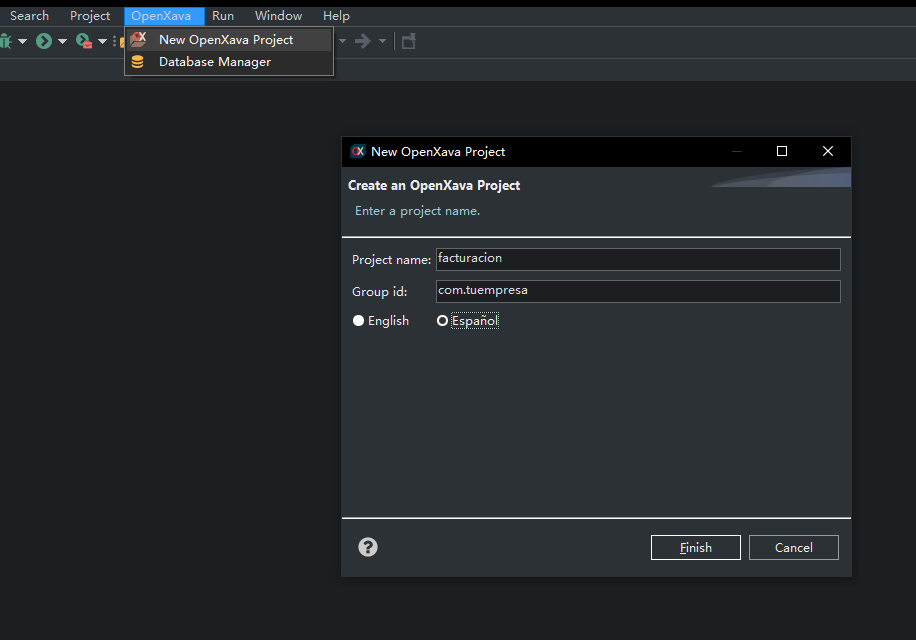 Search Project OpenXava Run Window Help
New OpenXava Project
Database Manager
New OpenXava Project
Create an OpenXava Project
Enter a project name.
Project name: facturacion
Group id: com.tuempresa
English Español
Finish Cancel